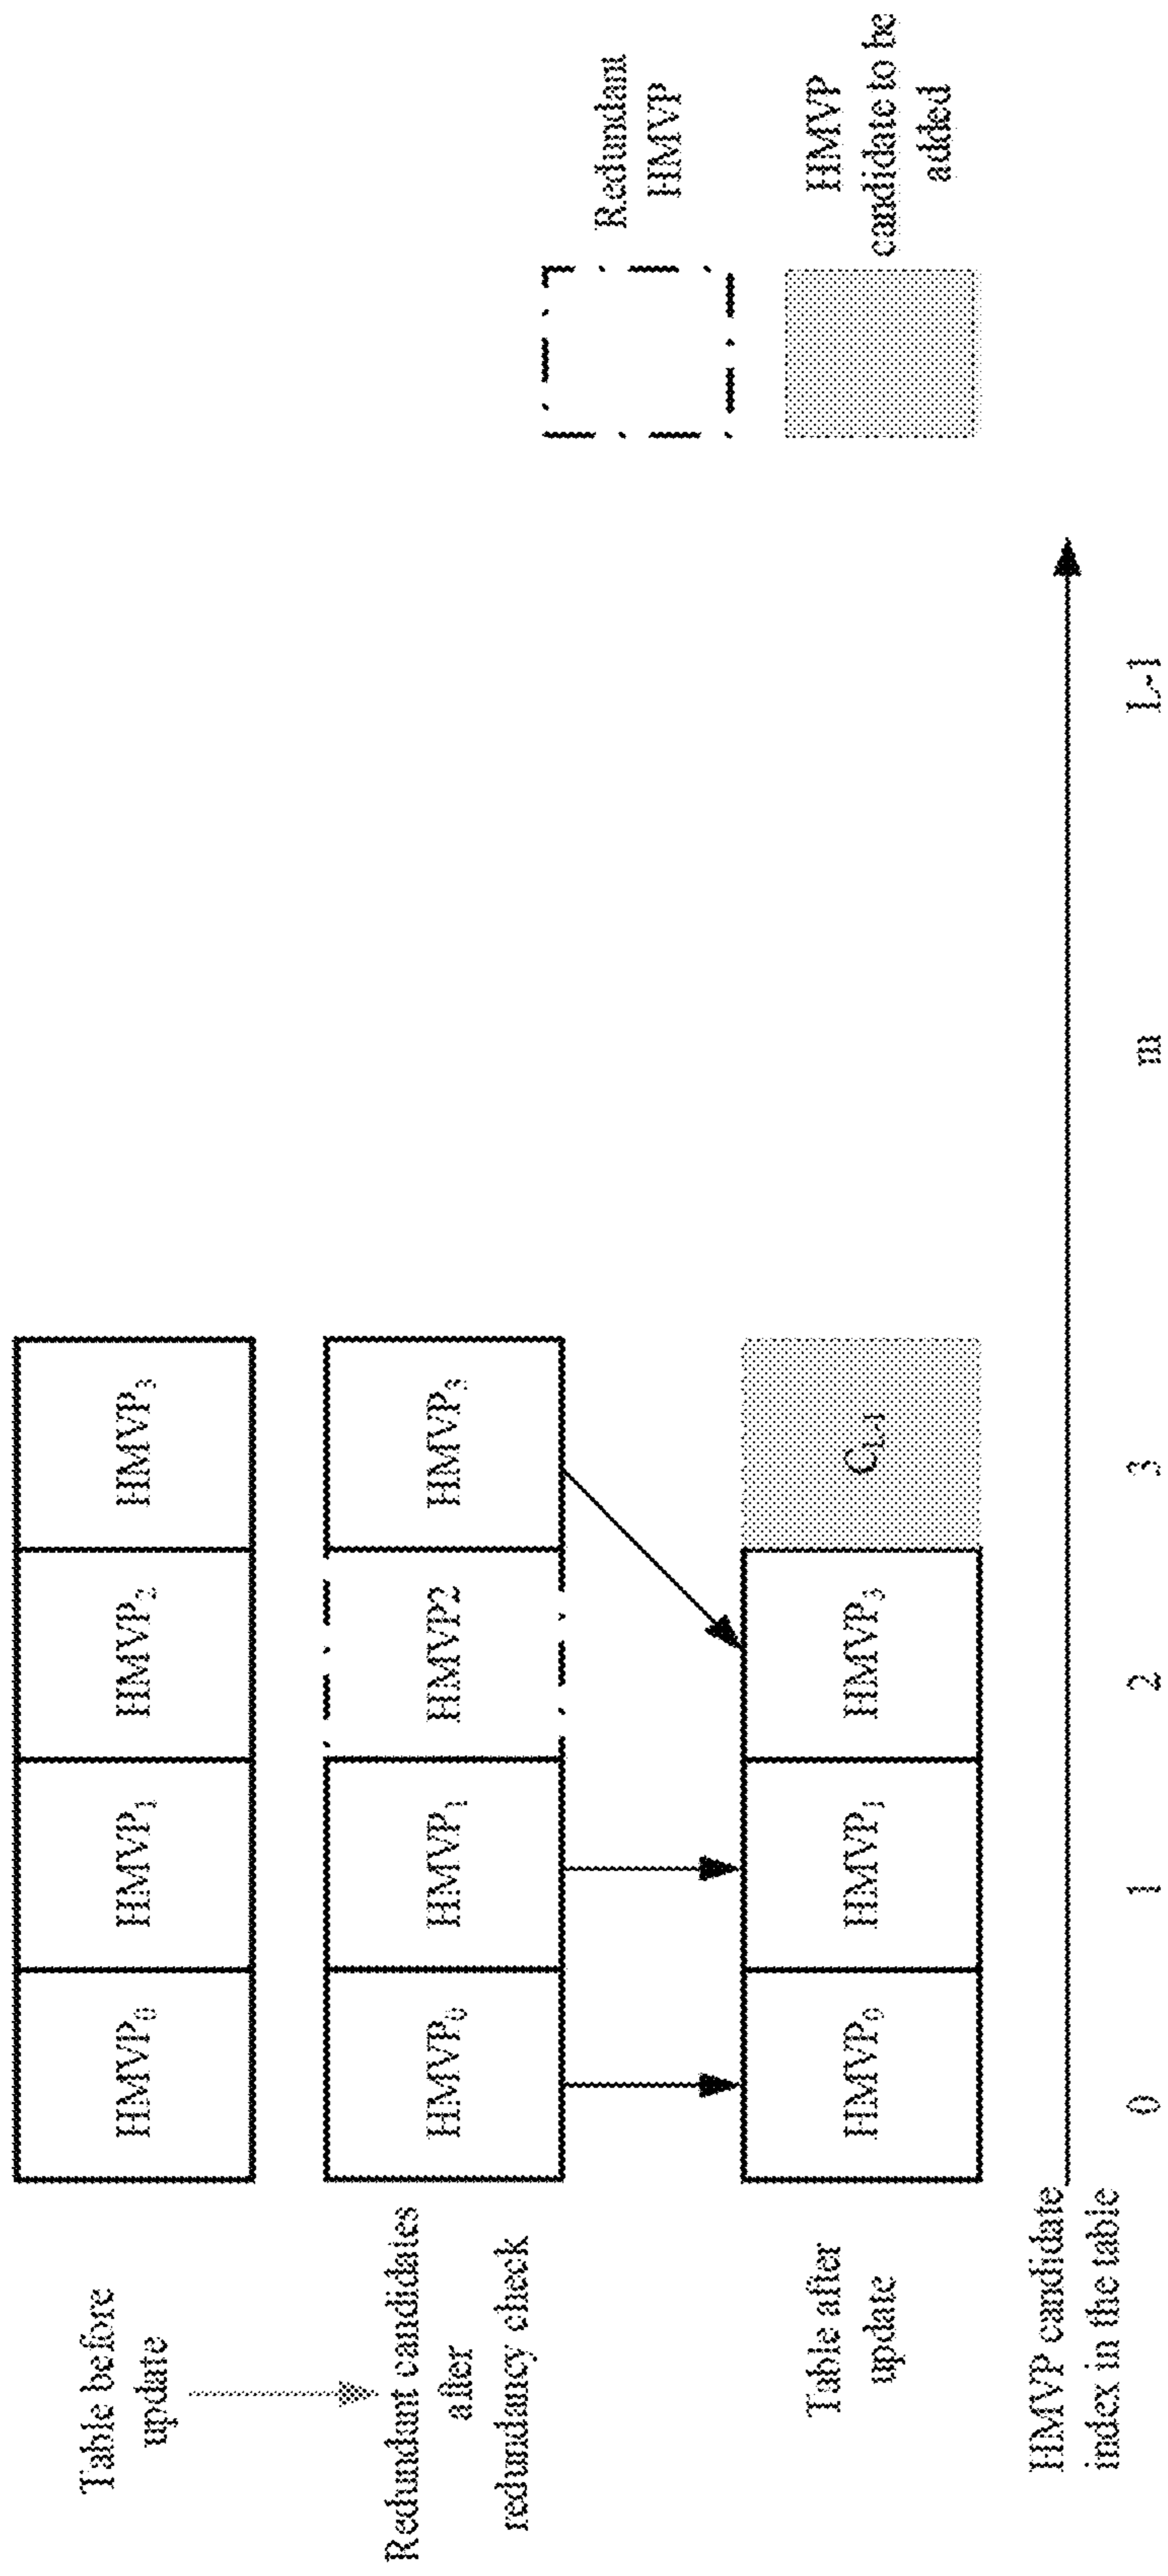 Table before
update
HMVP0
HMVP1
HMVP2
HMVP3
Redundant candidates
after
redundancy check
HMVP0
HMVP1
HMVP2
HMVP3
Redundant
HMVP
Table after
update
HMVP0
HMVP1
HMVP3
CL-1
HMVP
candidate to be
added
HMVP candidate
index in the table
0
1
2
3
m
L-1